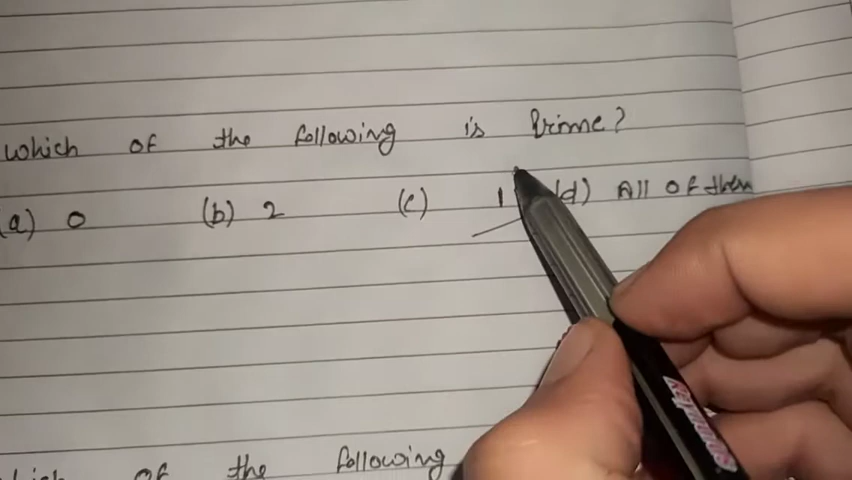 which of the following is Prime?
(a) 0 (b) 2 (c) 1 (d) All of them
of the following